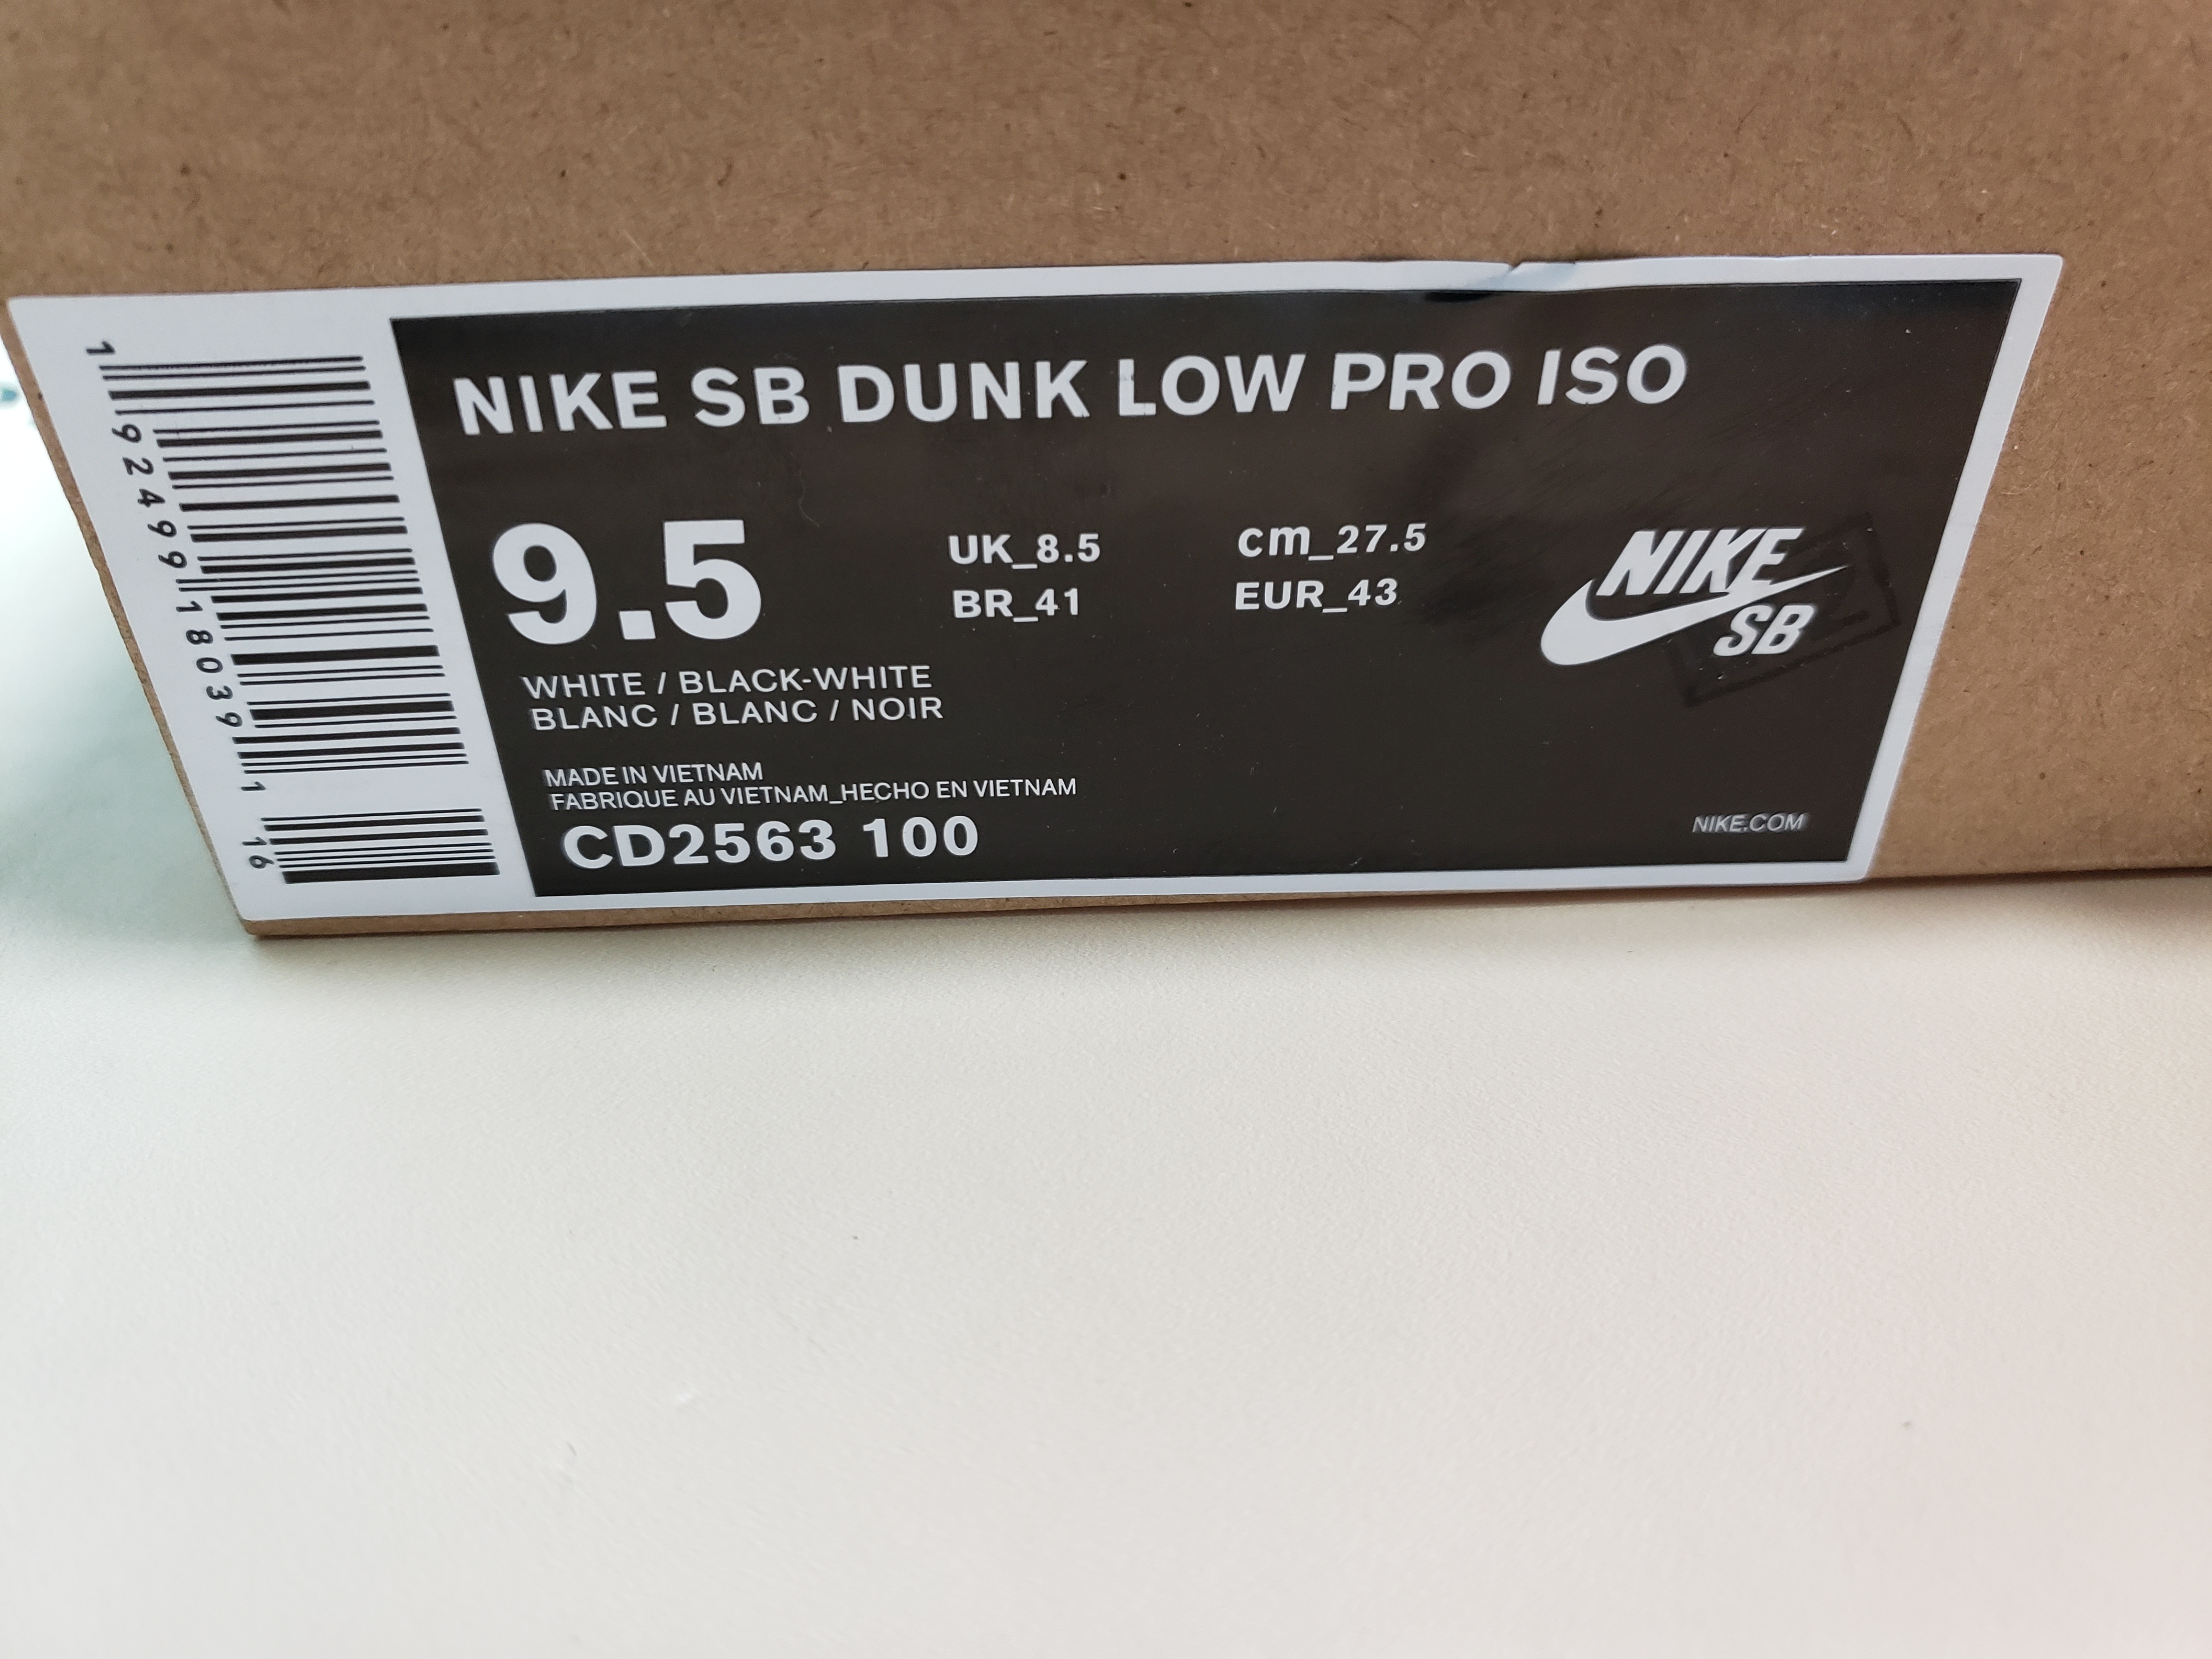 NIKE SB DUNK LOW PRO ISO
9.5
UK_8.5
cm_27.5
BR_41
EUR_43
NIKE
SB
WHITE / BLACK-WHITE
BLANC / BLANC / NOIR
MADE IN VIETNAM
FABRIQUE AU VIETNAM_HECHO EN VIETNAM
CD2563 100
NIKE.COM
1 92499 18039 1
16